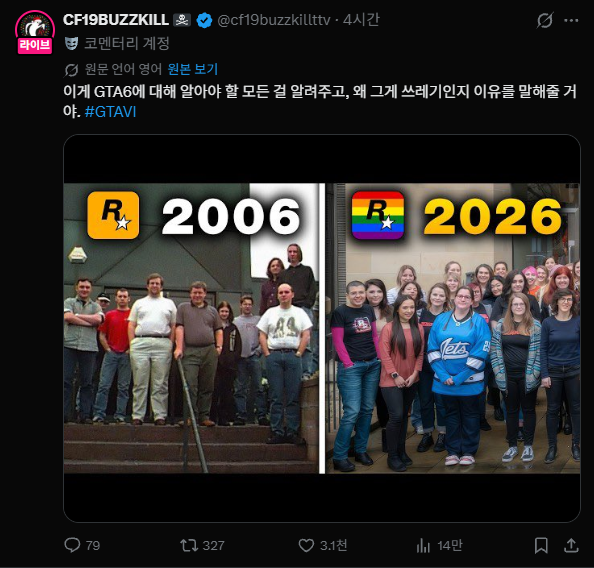 CF19BUZZKILL @cf19buzzkillttv · 4시간
라이브
코멘터리 계정
원문 언어 영어 원본 보기
이게 GTA6에 대해 알아야 할 모든 걸 알려주고, 왜 그게 쓰레기인지 이유를 말해줄 거
야. #GTAVI
R 2006 R 2026
Jets
79 327 3.1천 14만